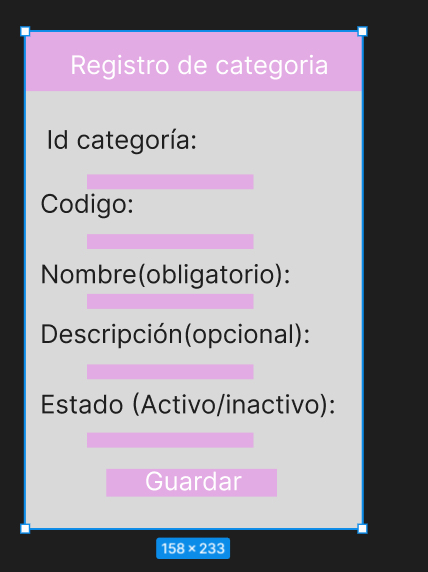 Registro de categoria
Id categoría:
Codigo:
Nombre(obligatorio):
Descripción(opcional):
Estado (Activo/inactivo):
Guardar
158 × 233